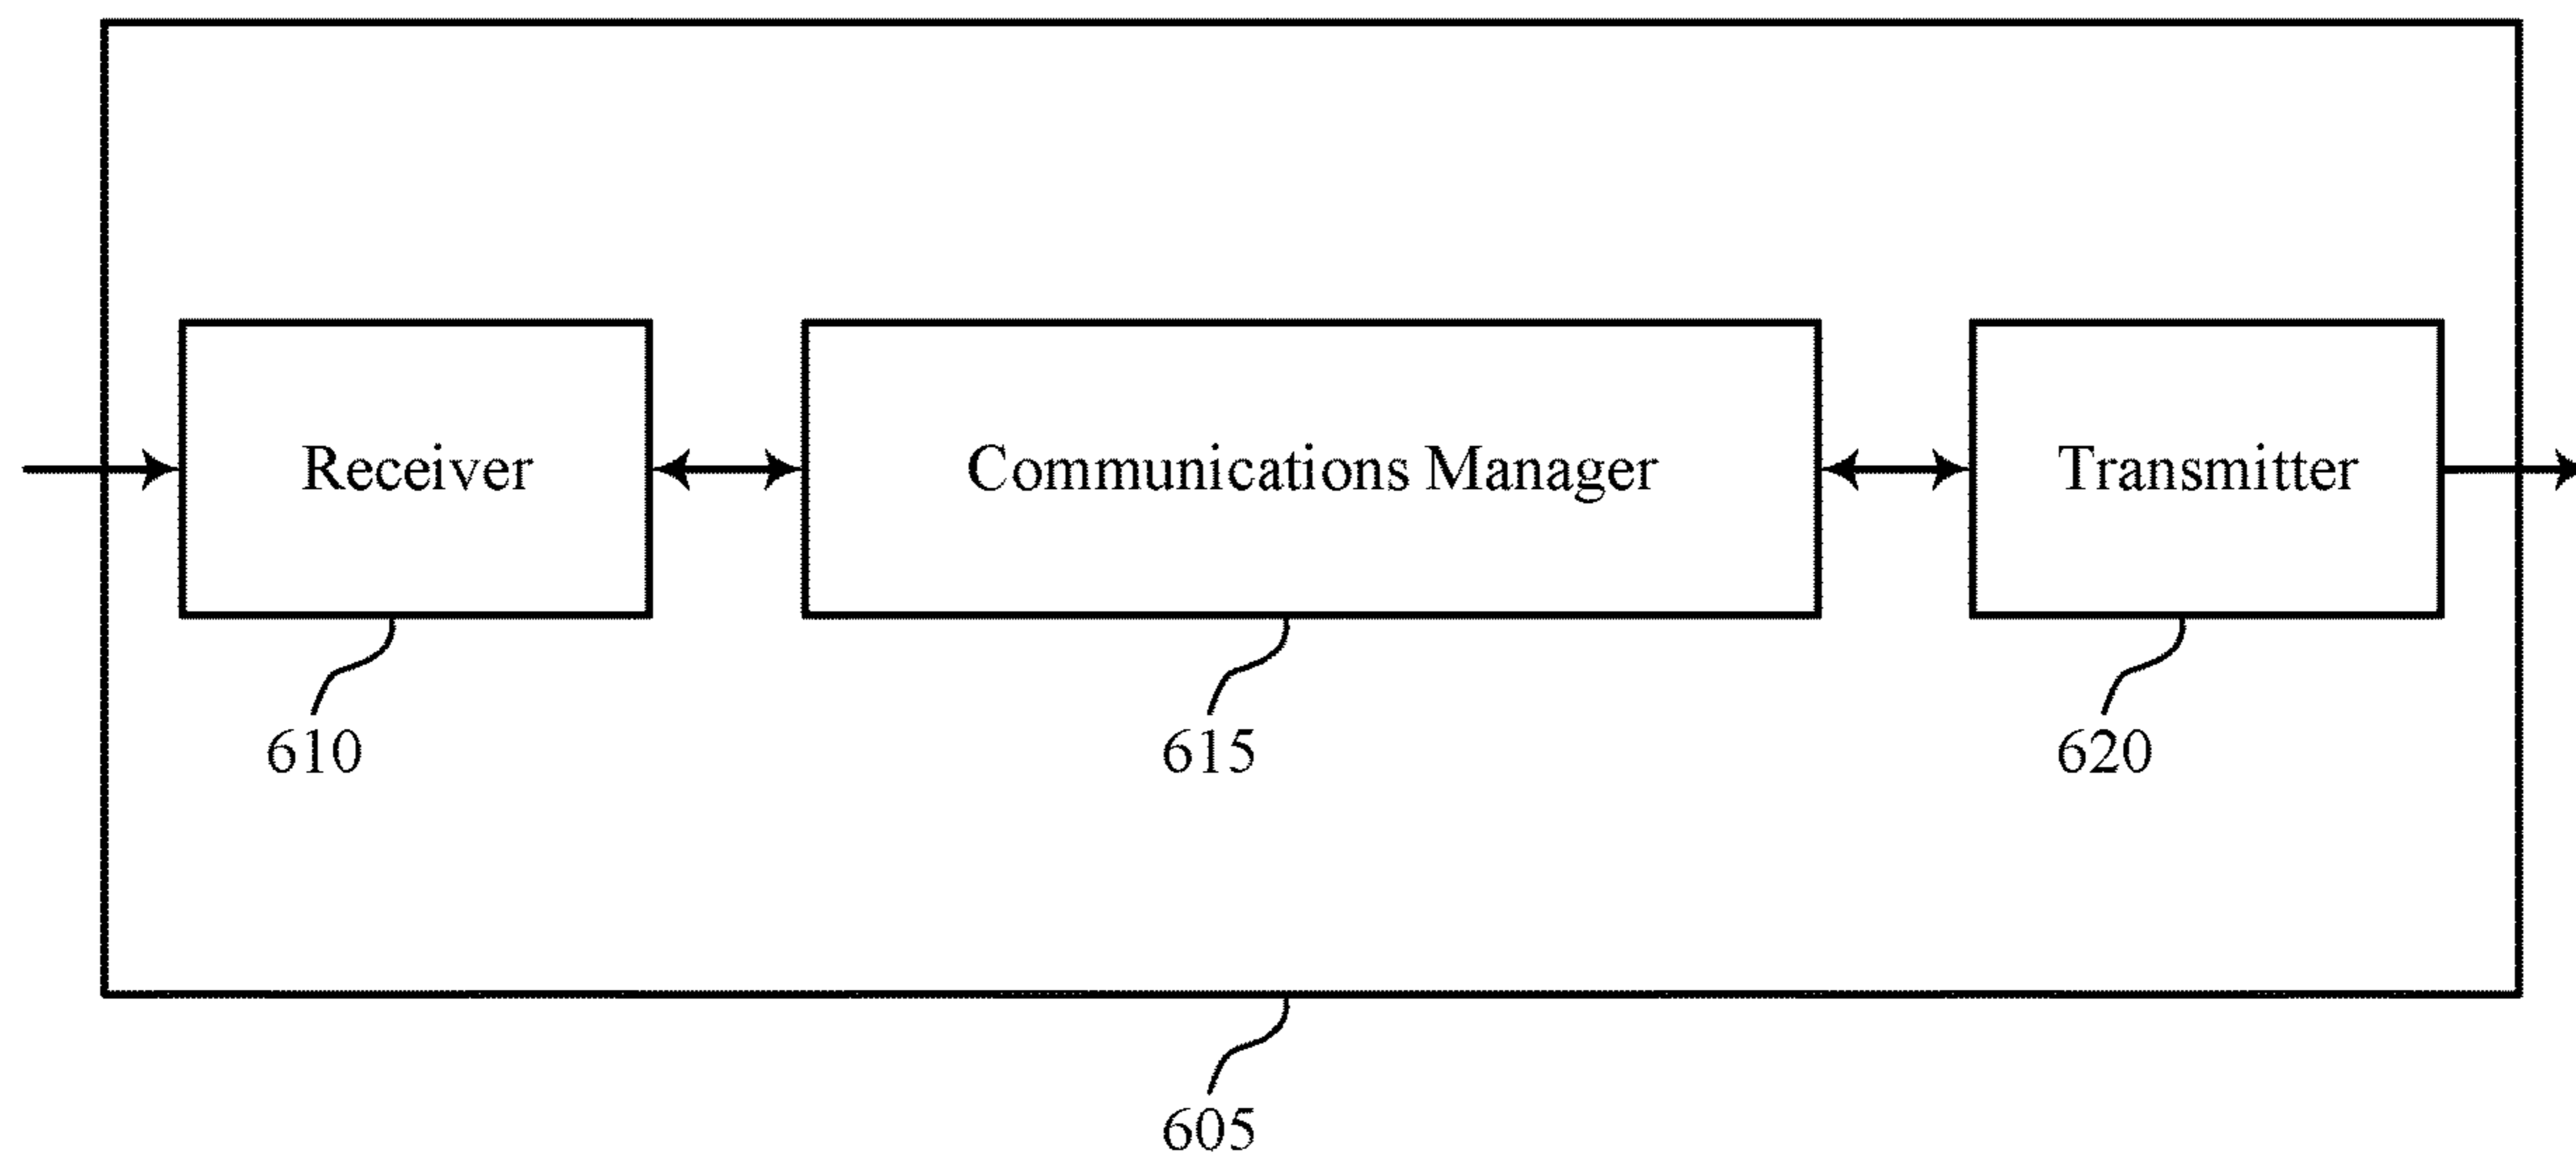 Receiver
Communications Manager
Transmitter
610
615
620
605